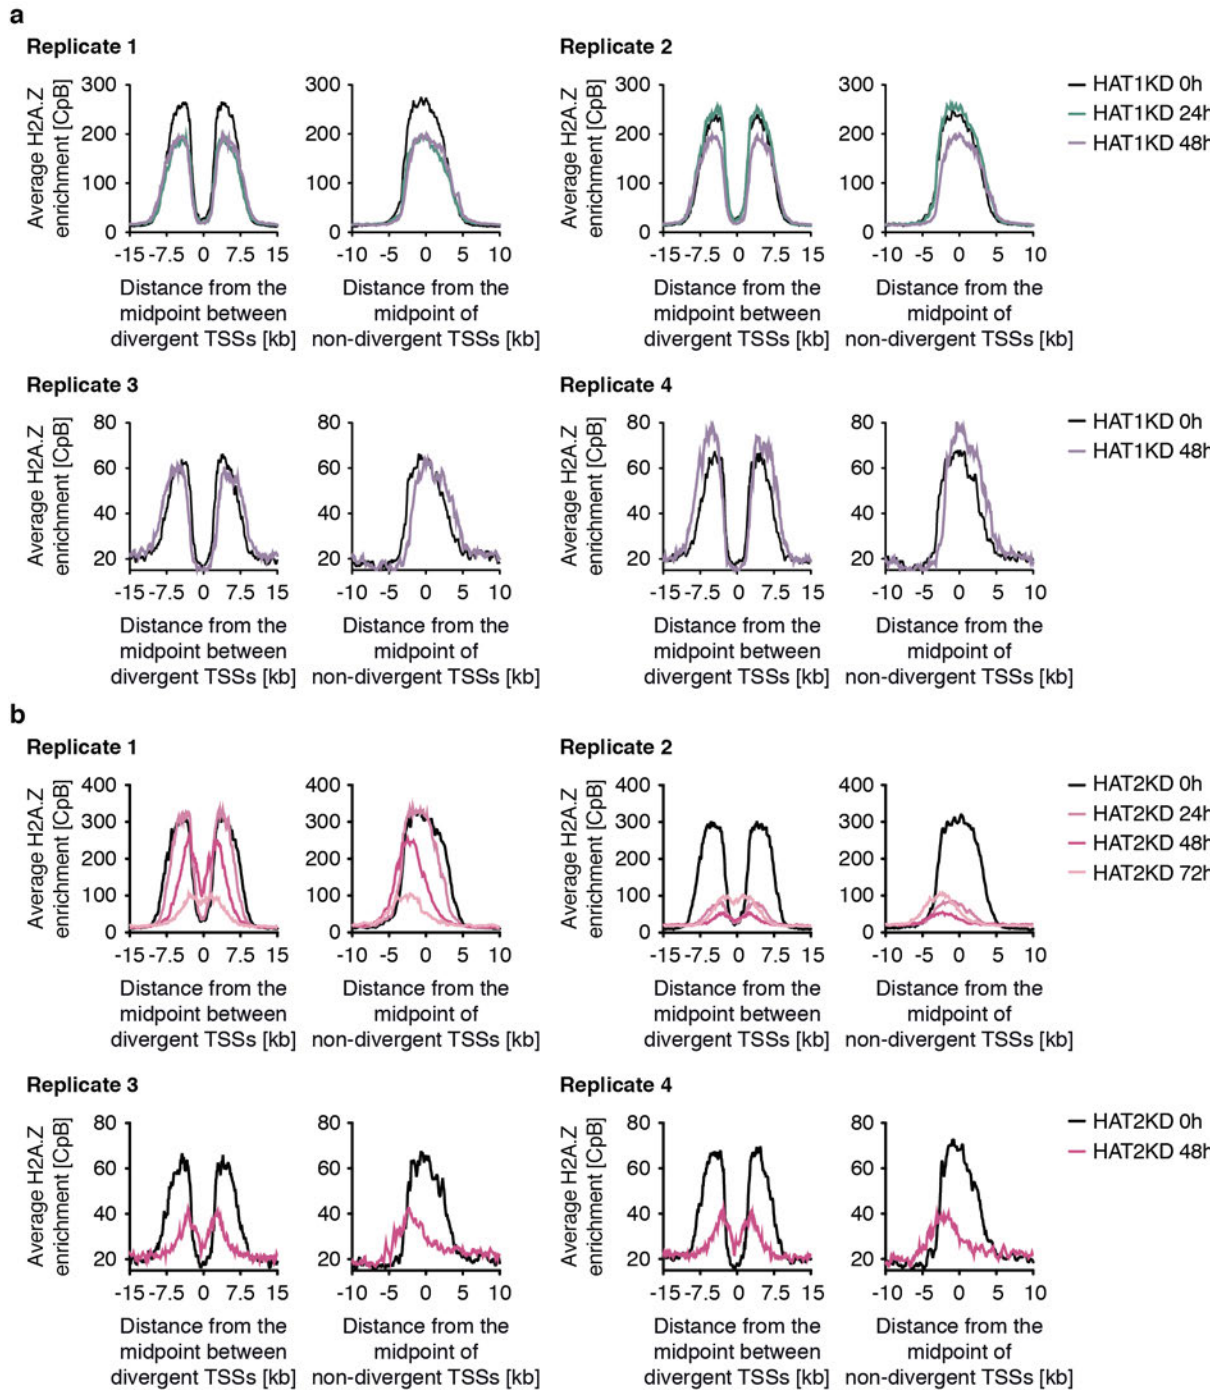 a
Replicate 1
Average H2A.Z
enrichment [CpB]
300
200
100
0
-15 -7.5 0 7.5 15
Distance from the
midpoint between
divergent TSSs [kb]
300
200
100
0
-10 -5 0 5 10
Distance from the
midpoint of
non-divergent TSSs [kb]
Replicate 2
Average H2A.Z
enrichment [CpB]
300
200
100
0
-15 -7.5 0 7.5 15
Distance from the
midpoint between
divergent TSSs [kb]
300
200
100
0
-10 -5 0 5 10
Distance from the
midpoint of
non-divergent TSSs [kb]
HAT1KD 0h
HAT1KD 24h
HAT1KD 48h
Replicate 3
Average H2A.Z
enrichment [CpB]
80
60
40
20
-15 -7.5 0 7.5 15
Distance from the
midpoint between
divergent TSSs [kb]
80
60
40
20
-10 -5 0 5 10
Distance from the
midpoint of
non-divergent TSSs [kb]
Replicate 4
Average H2A.Z
enrichment [CpB]
80
60
40
20
-15 -7.5 0 7.5 15
Distance from the
midpoint between
divergent TSSs [kb]
80
60
40
20
-10 -5 0 5 10
Distance from the
midpoint of
non-divergent TSSs [kb]
HAT1KD 0h
HAT1KD 48h
b
Replicate 1
Average H2A.Z
enrichment [CpB]
400
300
200
100
0
-15 -7.5 0 7.5 15
Distance from the
midpoint between
divergent TSSs [kb]
400
300
200
100
0
-10 -5 0 5 10
Distance from the
midpoint of
non-divergent TSSs [kb]
Replicate 2
Average H2A.Z
enrichment [CpB]
400
300
200
100
0
-15 -7.5 0 7.5 15
Distance from the
midpoint between
divergent TSSs [kb]
400
300
200
100
0
-10 -5 0 5 10
Distance from the
midpoint of
non-divergent TSSs [kb]
HAT2KD 0h
HAT2KD 24h
HAT2KD 48h
HAT2KD 72h
Replicate 3
Average H2A.Z
enrichment [CpB]
80
60
40
20
-15 -7.5 0 7.5 15
Distance from the
midpoint between
divergent TSSs [kb]
80
60
40
20
-10 -5 0 5 10
Distance from the
midpoint of
non-divergent TSSs [kb]
Replicate 4
Average H2A.Z
enrichment [CpB]
80
60
40
20
-15 -7.5 0 7.5 15
Distance from the
midpoint between
divergent TSSs [kb]
80
60
40
20
-10 -5 0 5 10
Distance from the
midpoint of
non-divergent TSSs [kb]
HAT2KD 0h
HAT2KD 48h